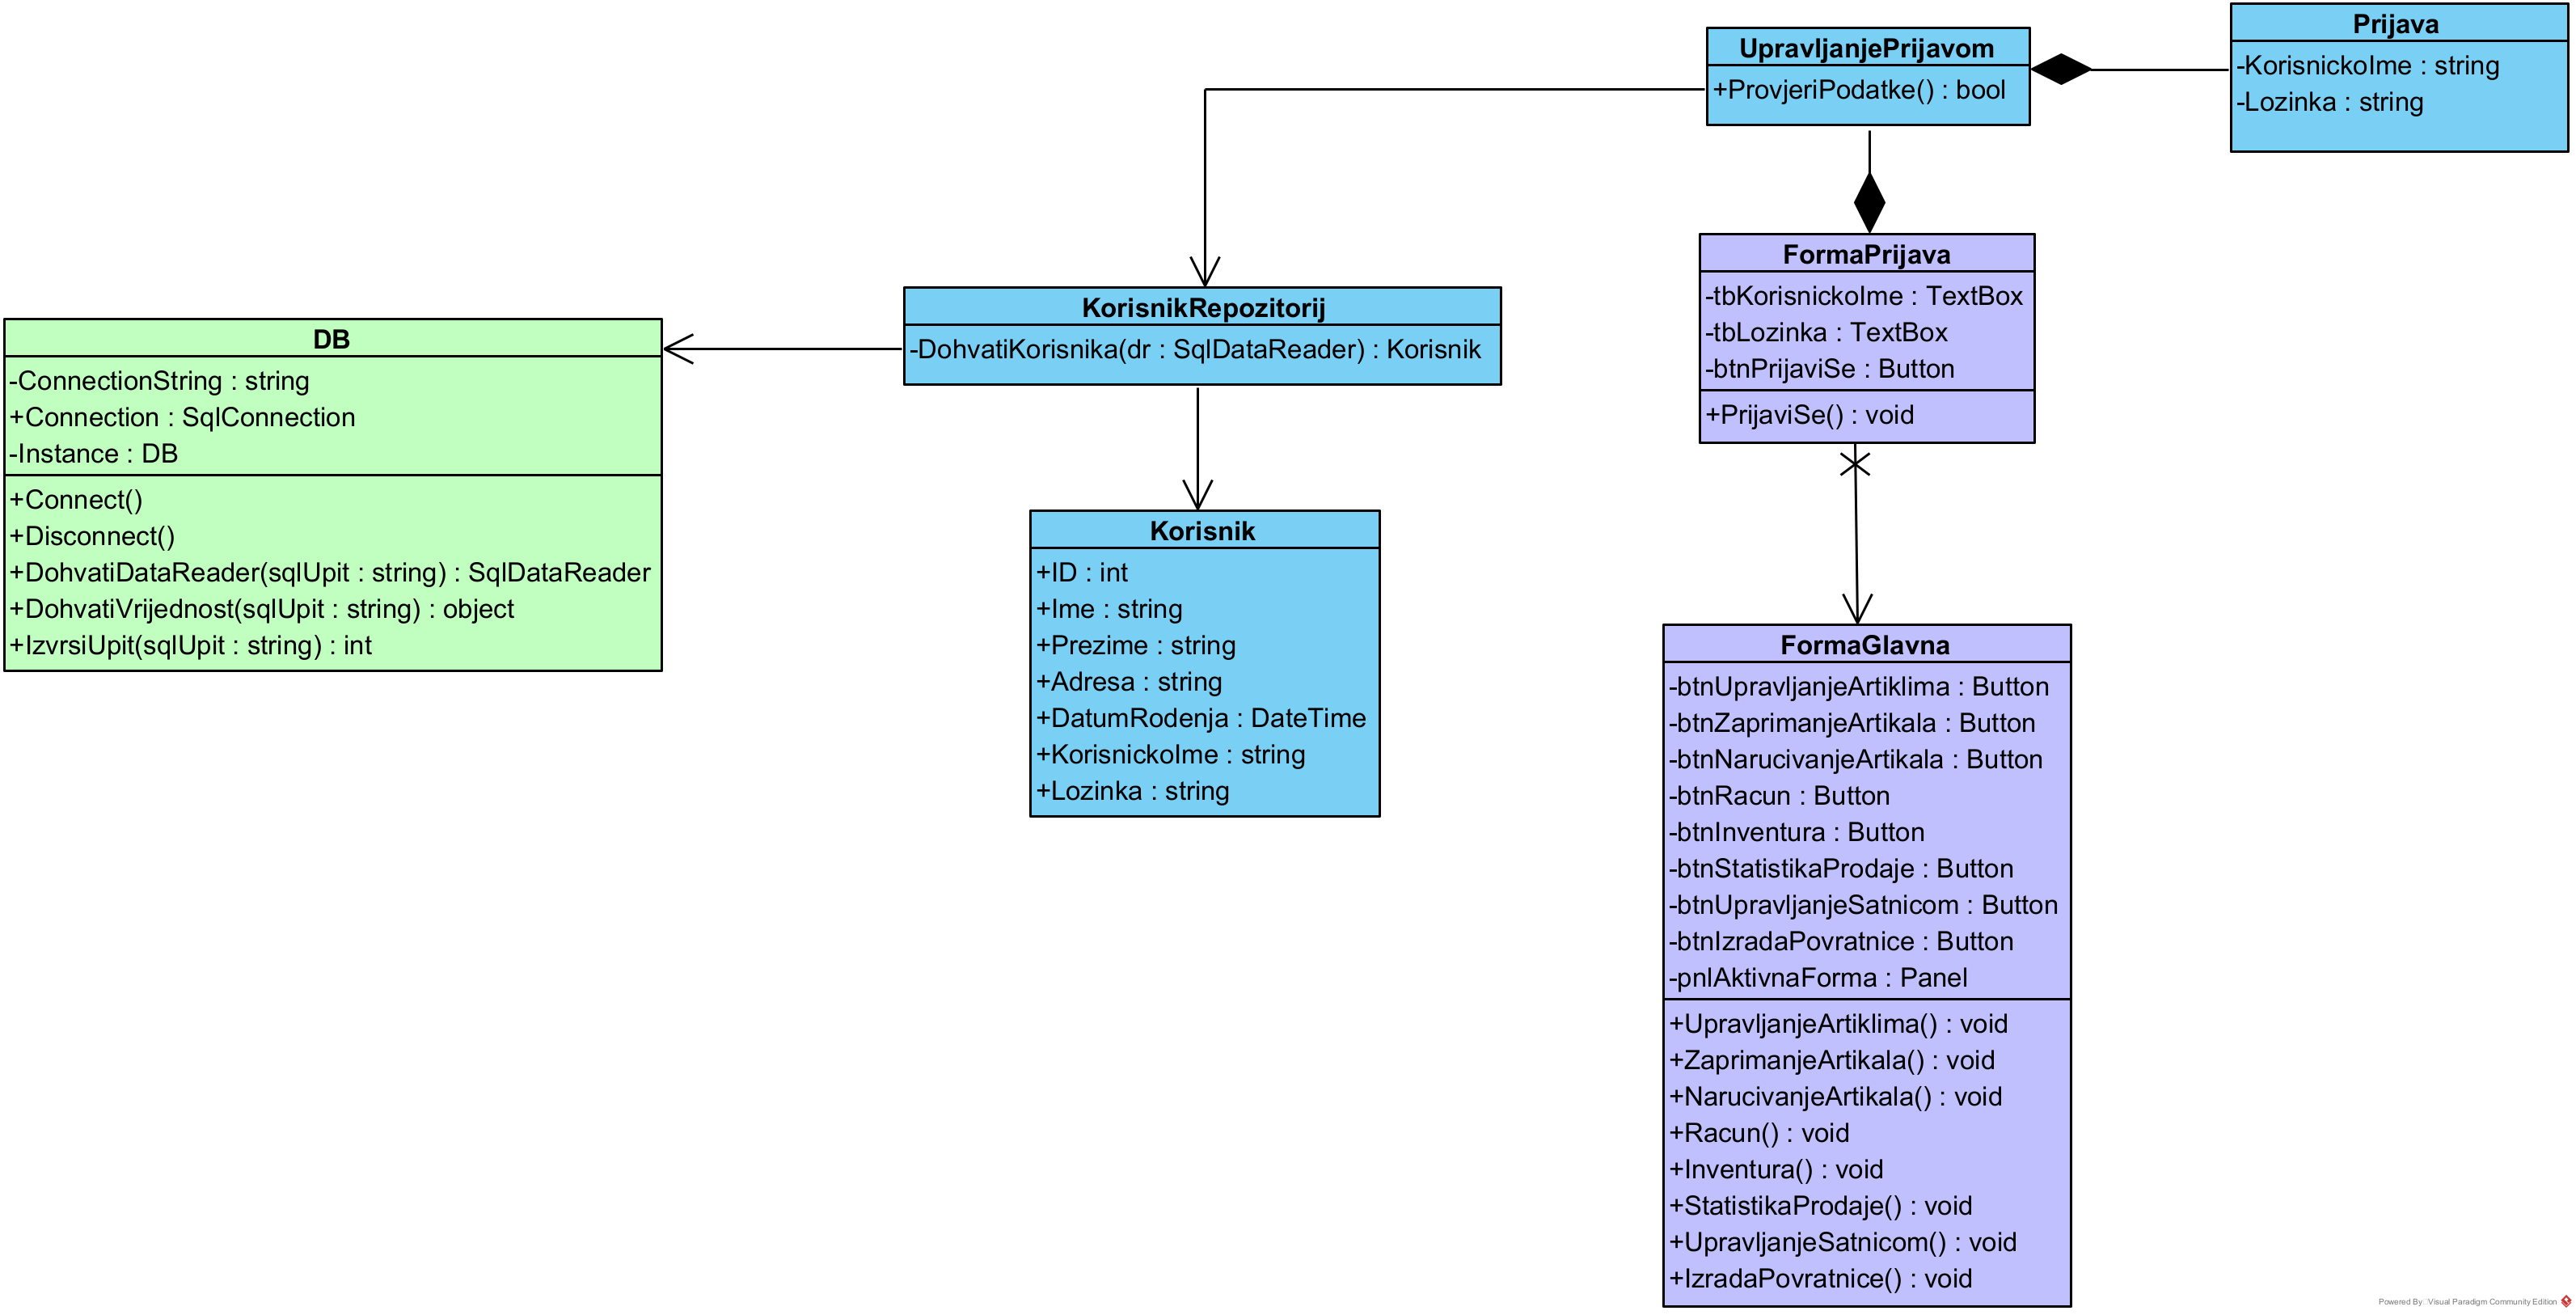 Prijava
-KorisnickoIme : string
-Lozinka : string
UpravljanjePrijavom
+ProvjeriPodatke() : bool
FormaPrijava
-tbKorisnickoIme : TextBox
-tbLozinka : TextBox
-btnPrijaviSe : Button
+PrijaviSe() : void
KorisnikRepozitorij
-DohvatiKorisnika(dr : SqlDataReader) : Korisnik
DB
-ConnectionString : string
+Connection : SqlConnection
-Instance : DB
+Connect()
+Disconnect()
+DohvatiDataReader(sqlUpit : string) : SqlDataReader
+DohvatiVrijednost(sqlUpit : string) : object
+IzvrsiUpit(sqlUpit : string) : int
Korisnik
+ID : int
+Ime : string
+Prezime : string
+Adresa : string
+DatumRodenja : DateTime
+KorisnickoIme : string
+Lozinka : string
FormaGlavna
-btnUpravljanjeArtiklima : Button
-btnZaprimanjeArtikala : Button
-btnNarucivanjeArtikala : Button
-btnRacun : Button
-btnInventura : Button
-btnStatistikaProdaje : Button
-btnUpravljanjeSatnicom : Button
-btnIzradaPovratnice : Button
-pnlAktivnaForma : Panel
+UpravljanjeArtiklima() : void
+ZaprimanjeArtikala() : void
+NarucivanjeArtikala() : void
+Racun() : void
+Inventura() : void
+StatistikaProdaje() : void
+UpravljanjeSatnicom() : void
+IzradaPovratnice() : void
Powered By: Visual Paradigm Community Edition